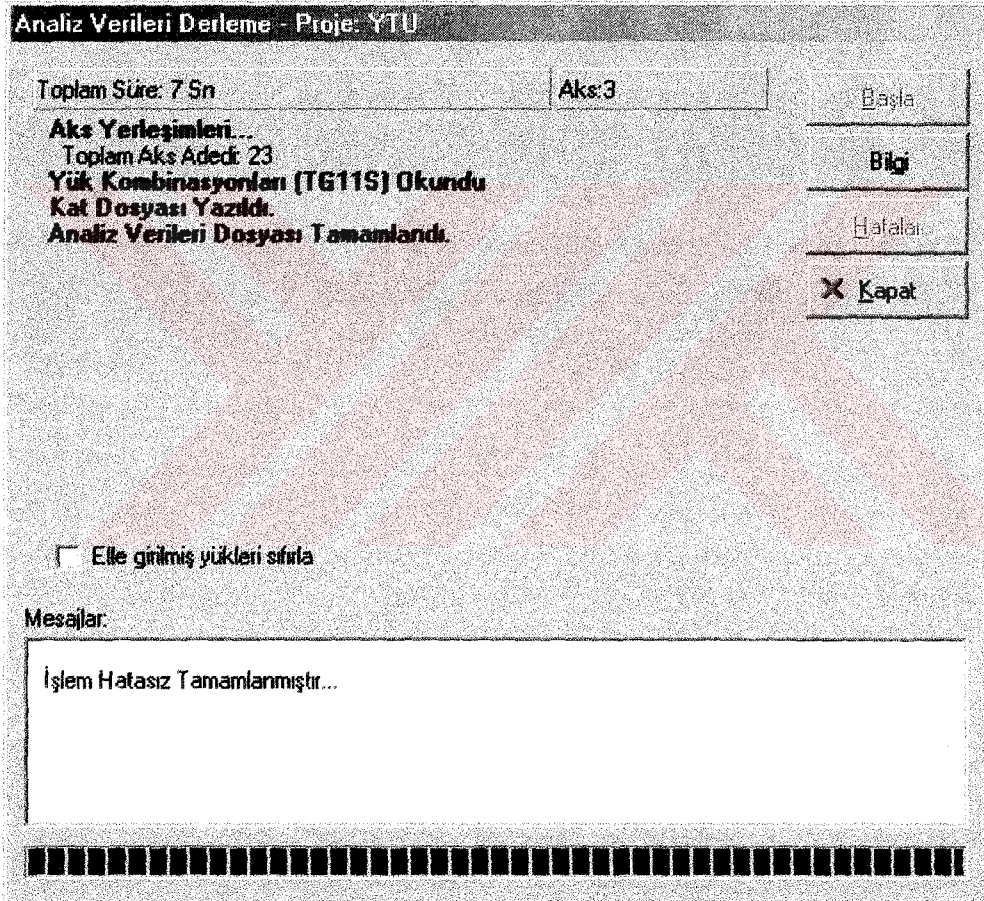 Analiz Verileri Derleme - Proje: YTU
Toplam Süre: 7 Sn
Aks:3
Başla
Aks Yerleşimleri...
Toplam Aks Adedi: 23
Bilgi
Yük Kombinasyonları (TG11S) Okundu
Kat Dosyası Yazıldı.
Hatalar
Analiz Verileri Dosyası Tamamlandı.
Kapat
Elle girilmiş yükleri sıfırla
Mesajlar:
İşlem Hatasız Tamamlanmıştır...